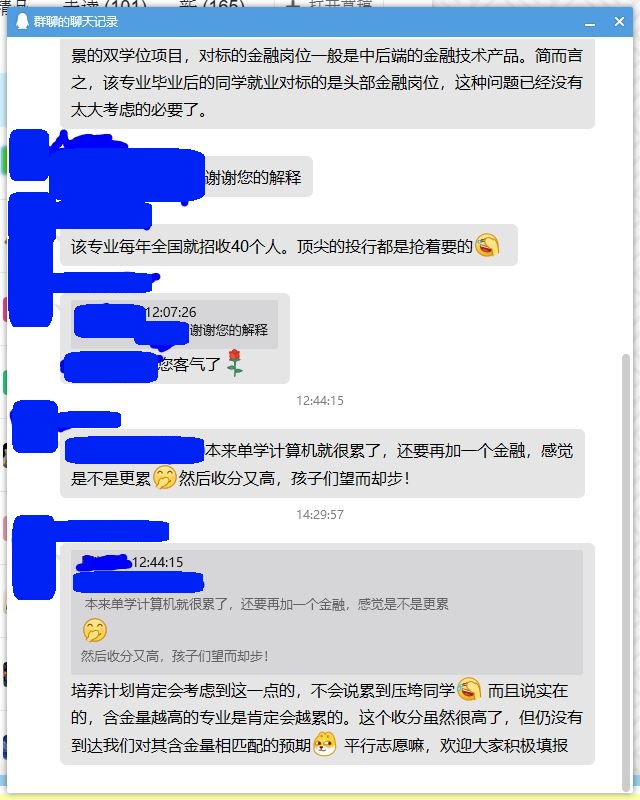 未读 (101)
新 (165)
打开草稿
群聊的聊天记录
景的双学位项目，对标的金融岗位一般是中后端的金融技术产品。简而言
之，该专业毕业后的同学就业对标的是头部金融岗位，这种问题已经没有
太大考虑的必要了。
谢谢您的解释
该专业每年全国就招收40个人。顶尖的投行都是抢着要的
12:07:26
谢谢您的解释
您客气了
12:44:15
本来单学计算机就很累了，还要再加一个金融，感觉
是不是更累 然后收分又高，孩子们望而却步！
14:29:57
12:44:15
本来单学计算机就很累了，还要再加一个金融，感觉是不是更累
然后收分又高，孩子们望而却步！
培养计划肯定会考虑到这一点的，不会说累到压垮同学 而且说实在
的，含金量越高的专业是肯定会越累的。这个收分虽然很高了，但仍没有
到达我们对其含金量相匹配的预期 平行志愿嘛，欢迎大家积极填报